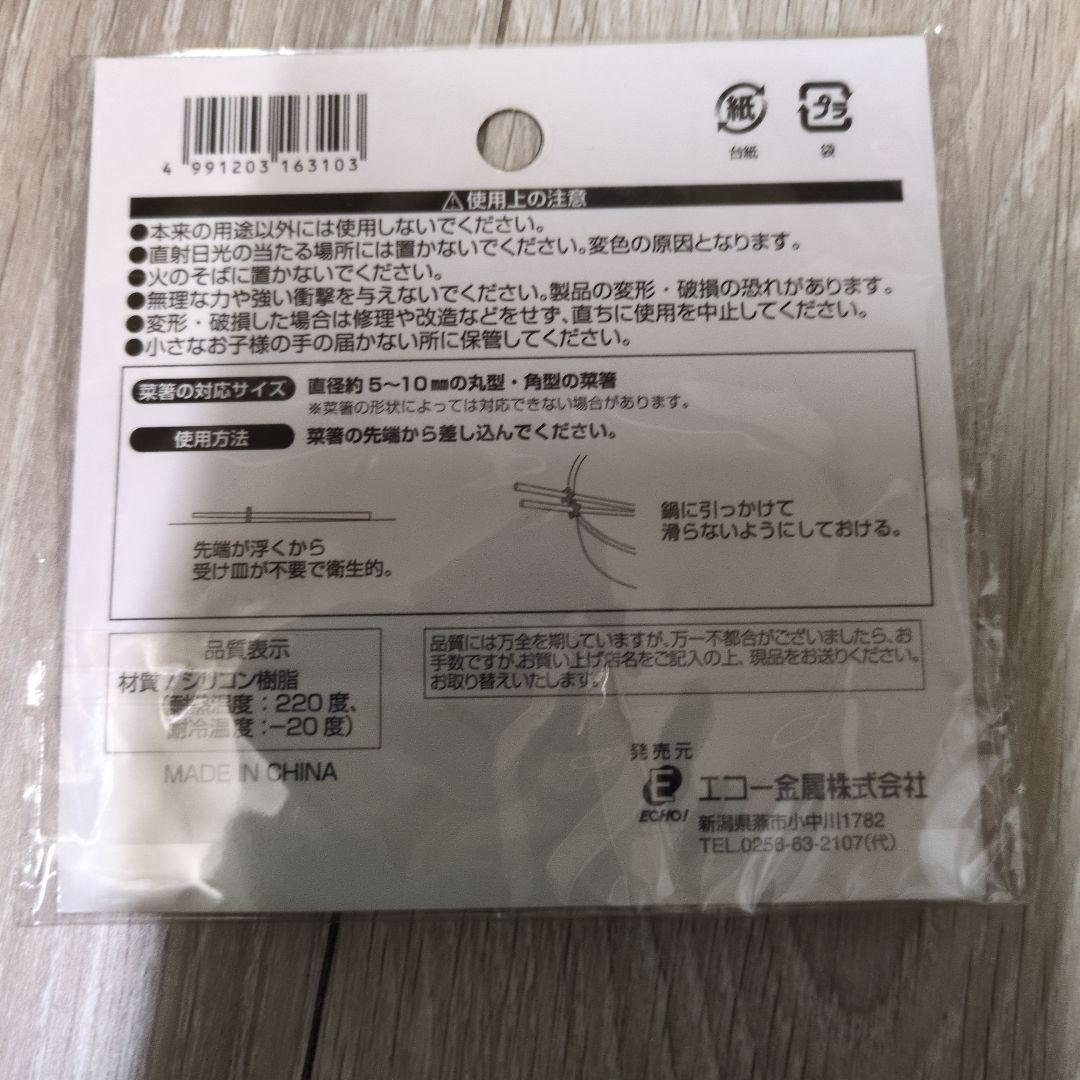 紙
プラ
台紙
袋
4 991203 163103
⚠使用上の注意
●本来の用途以外には使用しないでください。
●直射日光の当たる場所には置かないでください。変色の原因となります。
●火のそばに置かないでください。
●無理な力や強い衝撃を与えないでください。製品の変形・破損の恐れがあります。
●変形・破損した場合は修理や改造などをせず、直ちに使用を中止してください。
●小さなお子様の手の届かない所に保管してください。
菜箸の対応サイズ 直径約5〜10㎜の丸型・角型の菜箸
※菜箸の形状によっては対応できない場合があります。
使用方法 菜箸の先端から差し込んでください。
先端が浮くから
受け皿が不要で衛生的。
鍋に引っかけて
滑らないようにしておける。
品質表示
材質/シリコン樹脂
(耐熱温度:220度、
耐冷温度:-20度)
MADE IN CHINA
品質には万全を期していますが、万一不都合がございましたら、お
手数ですが、お買い上げ店名をご記入の上、現品をお送りください。
お取り替えいたします。
発売元
E
ECHO!
エコー金属株式会社
新潟県燕市小中川1782
TEL.0256-63-2107(代)